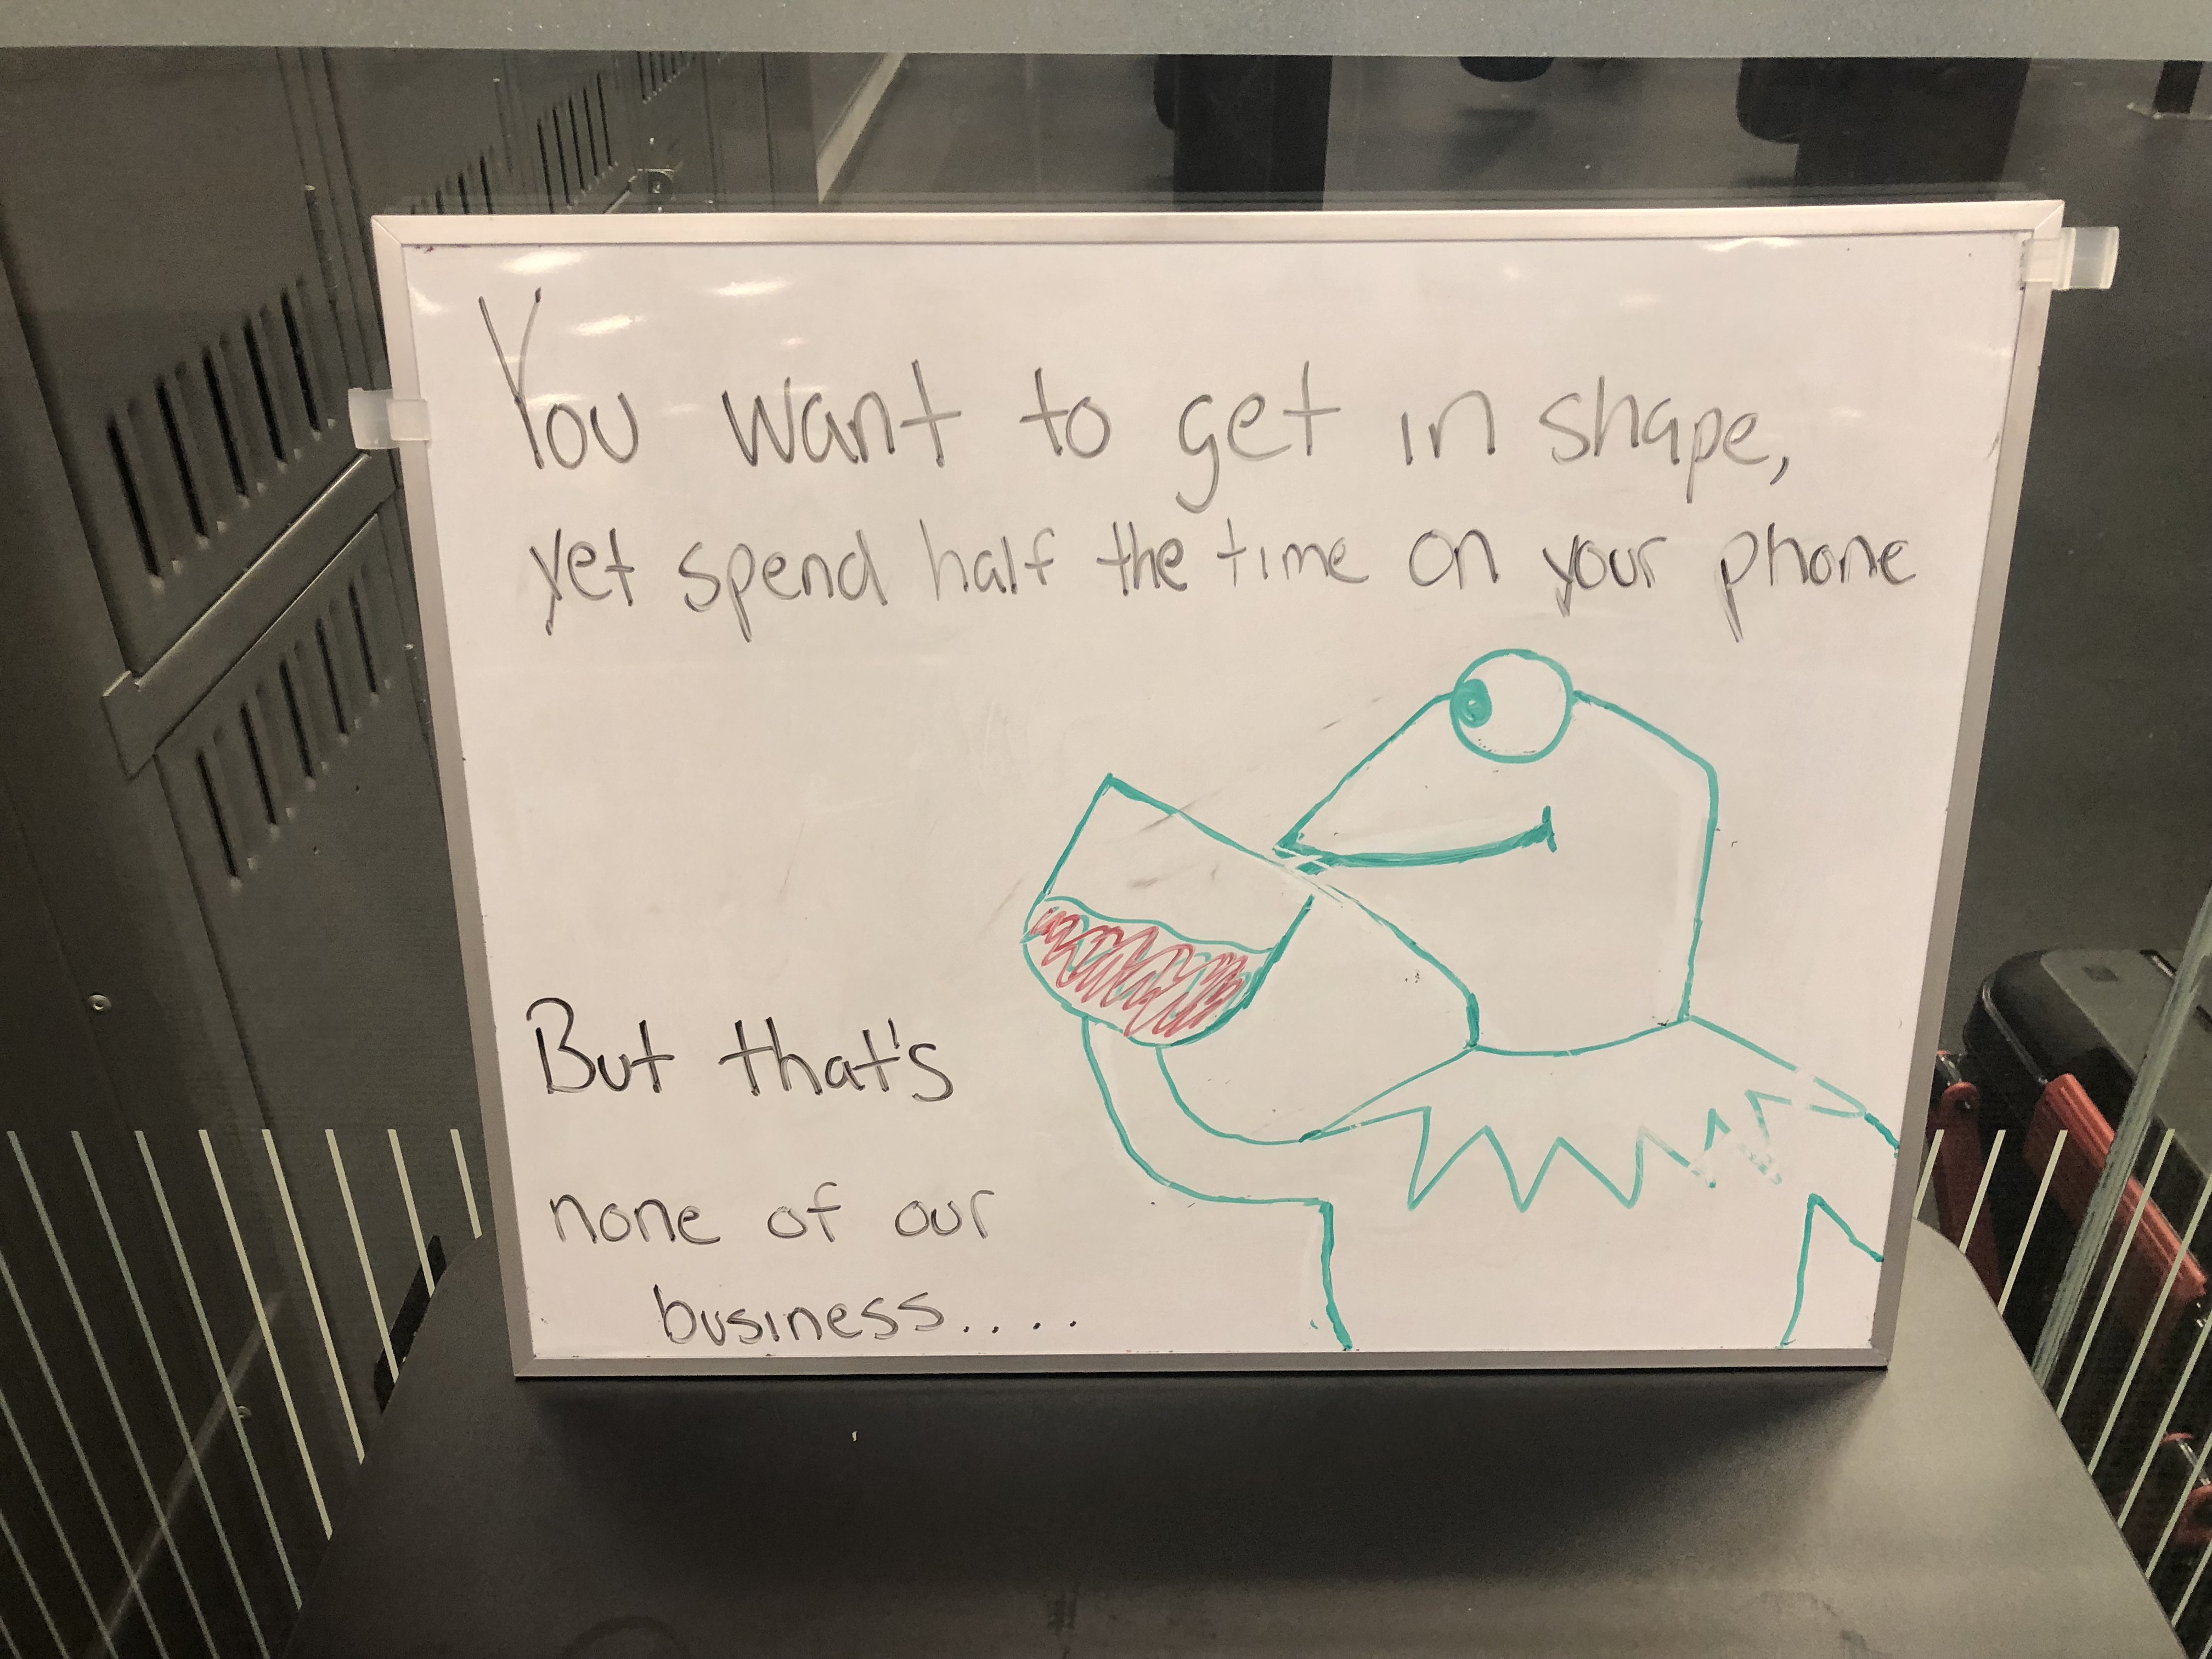 You want to get in shape,
yet spend half the time on your phone
But that's
none of our
business....